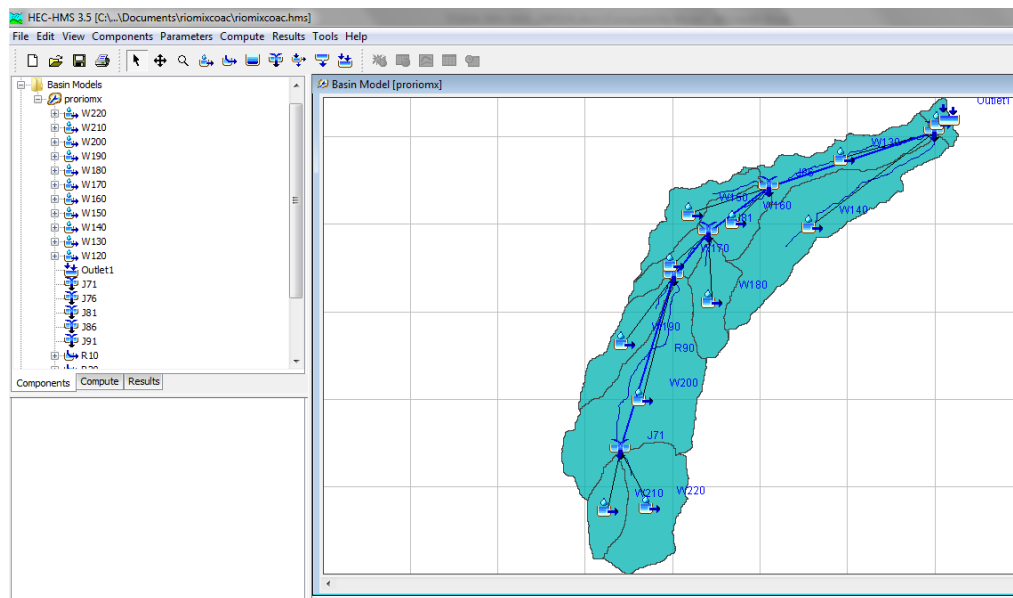 HEC-HMS 3.5 [C:\...\Documents\riomixcoac\riomixcoac.hms]
File Edit View Components Parameters Compute Results Tools Help
Basin Models
proriomx
W220
W210
W200
W190
W180
W170
W160
W150
W140
W130
W120
Outlet1
J71
J76
J81
J86
J91
R10
Components Compute Results
Basin Model [proriomx]
Outlet1
W130
J86
W150
W160
W140
J81
W170
W180
W190
R90
W200
J71
W210
W220